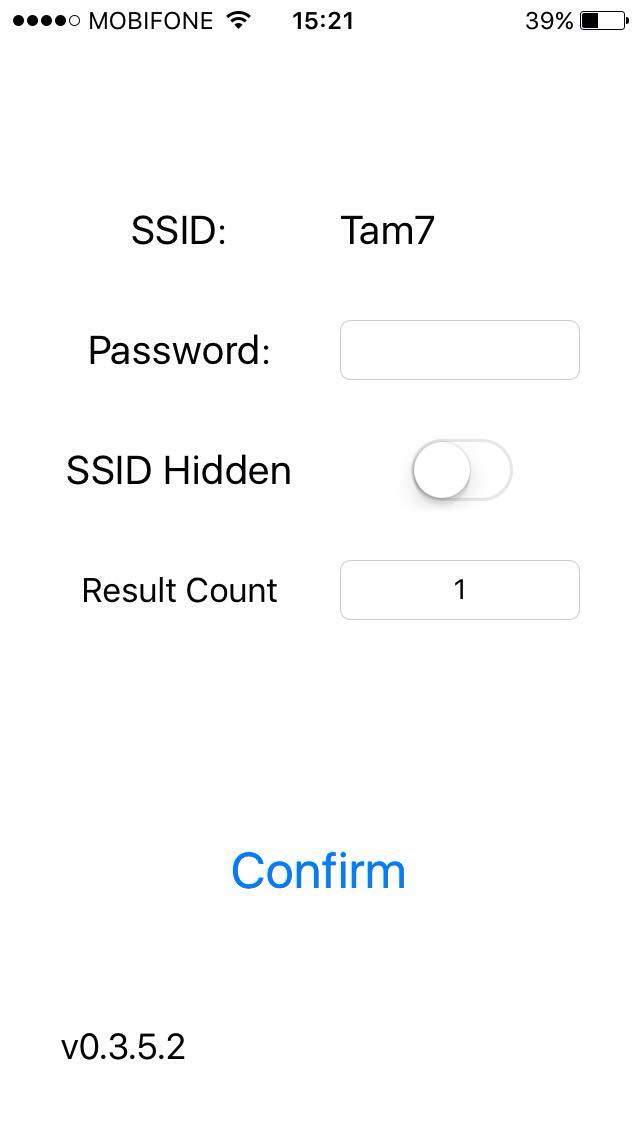 MOBIFONE 15:21 39%
SSID: Tam7
Password:
SSID Hidden
Result Count 1
Confirm
v0.3.5.2